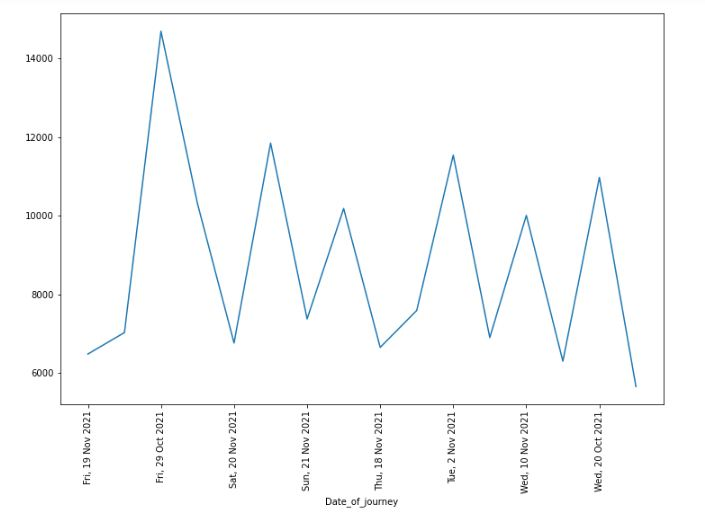 14000
12000
10000
8000
6000
Fri, 19 Nov 2021
Fri, 29 Oct 2021
Sat, 20 Nov 2021
Sun, 21 Nov 2021
Thu, 18 Nov 2021
Tue, 2 Nov 2021
Wed, 10 Nov 2021
Wed, 20 Oct 2021
Date_of_journey